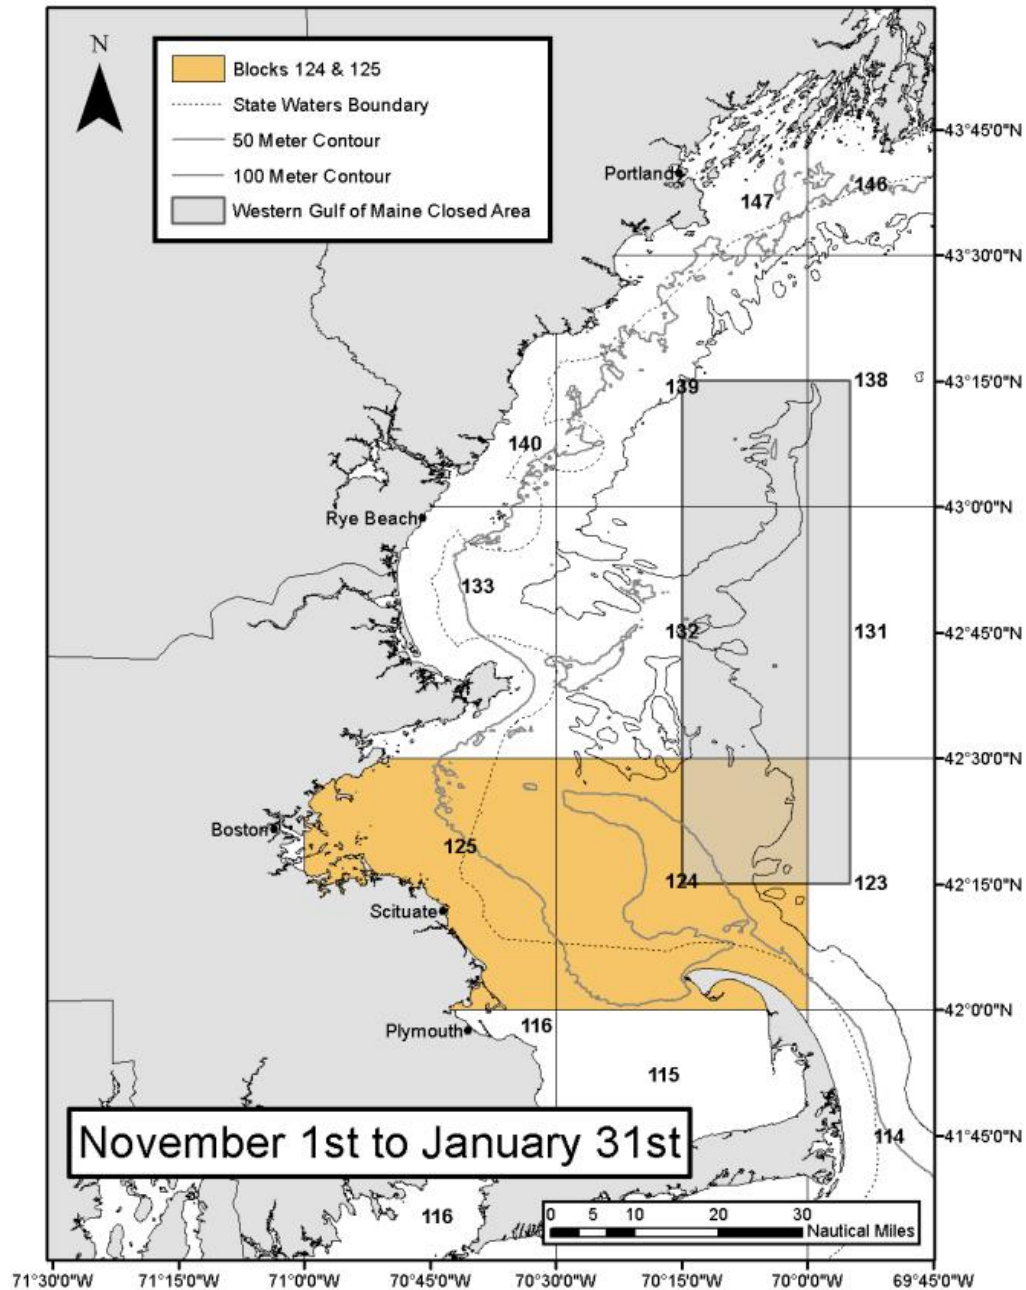 N
Blocks 124 & 125
State Waters Boundary
50 Meter Contour
100 Meter Contour
Western Gulf of Maine Closed Area
43°45'0"N
Portland
146
147
43°30'0"N
139
138
43°15'0"N
140
Rye Beach
43°0'0"N
133
132
131
42°45'0"N
42°30'0"N
Boston
125
124
123
42°15'0"N
Scituate
42°0'0"N
Plymouth
116
115
November 1st to January 31st
114
41°45'0"N
116
0 5 10 20 30
Nautical Miles
71°30'0"W 71°15'0"W 71°0'0"W 70°45'0"W 70°30'0"W 70°15'0"W 70°0'0"W 69°45'0"W